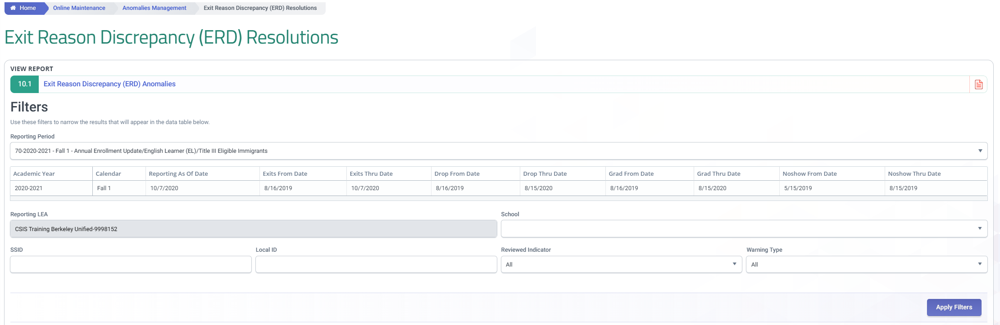 Home Online Maintenance Anomalies Management Exit Reason Discrepancy (ERD) Resolutions
Exit Reason Discrepancy (ERD) Resolutions
VIEW REPORT
10.1 Exit Reason Discrepancy (ERD) Anomalies
Filters
Use these filters to narrow the results that will appear in the data table below.
Reporting Period
70-2020-2021 - Fall 1 - Annual Enrollment Update/English Learner (EL)/Title III Eligible Immigrants
Academic Year Calendar Reporting As Of Date Exits From Date Exits Thru Date Drop From Date Drop Thru Date Grad From Date Grad Thru Date Noshow From Date Noshow Thru Date
2020-2021 Fall 1 10/7/2020 8/16/2019 10/7/2020 8/16/2019 8/15/2020 8/16/2019 8/15/2020 5/15/2019 8/15/2019
Reporting LEA School
CSIS Training Berkeley Unified-9998152
SSID Local ID Reviewed Indicator Warning Type
All All
Apply Filters